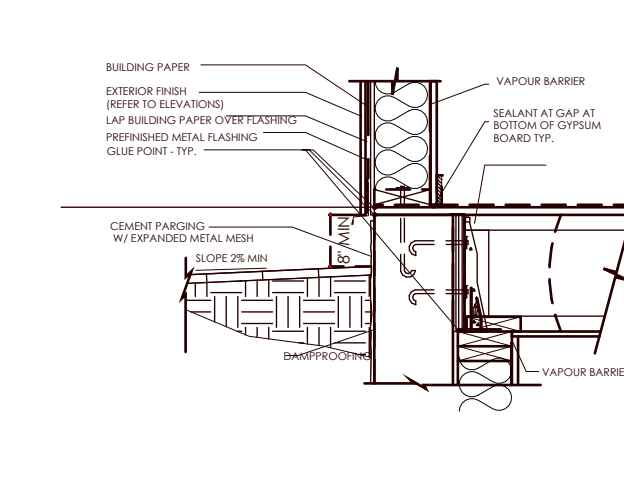 BUILDING PAPER
EXTERIOR FINISH
(REFER TO ELEVATIONS)
LAP BUILDING PAPER OVER FLASHING
PREFINISHED METAL FLASHING
GLUE POINT - TYP.
VAPOUR BARRIER
SEALANT AT GAP AT
BOTTOM OF GYPSUM
BOARD TYP.
CEMENT PARGING
W/ EXPANDED METAL MESH
8" MIN
SLOPE 2% MIN
DAMPPROOFING
VAPOUR BARRIE